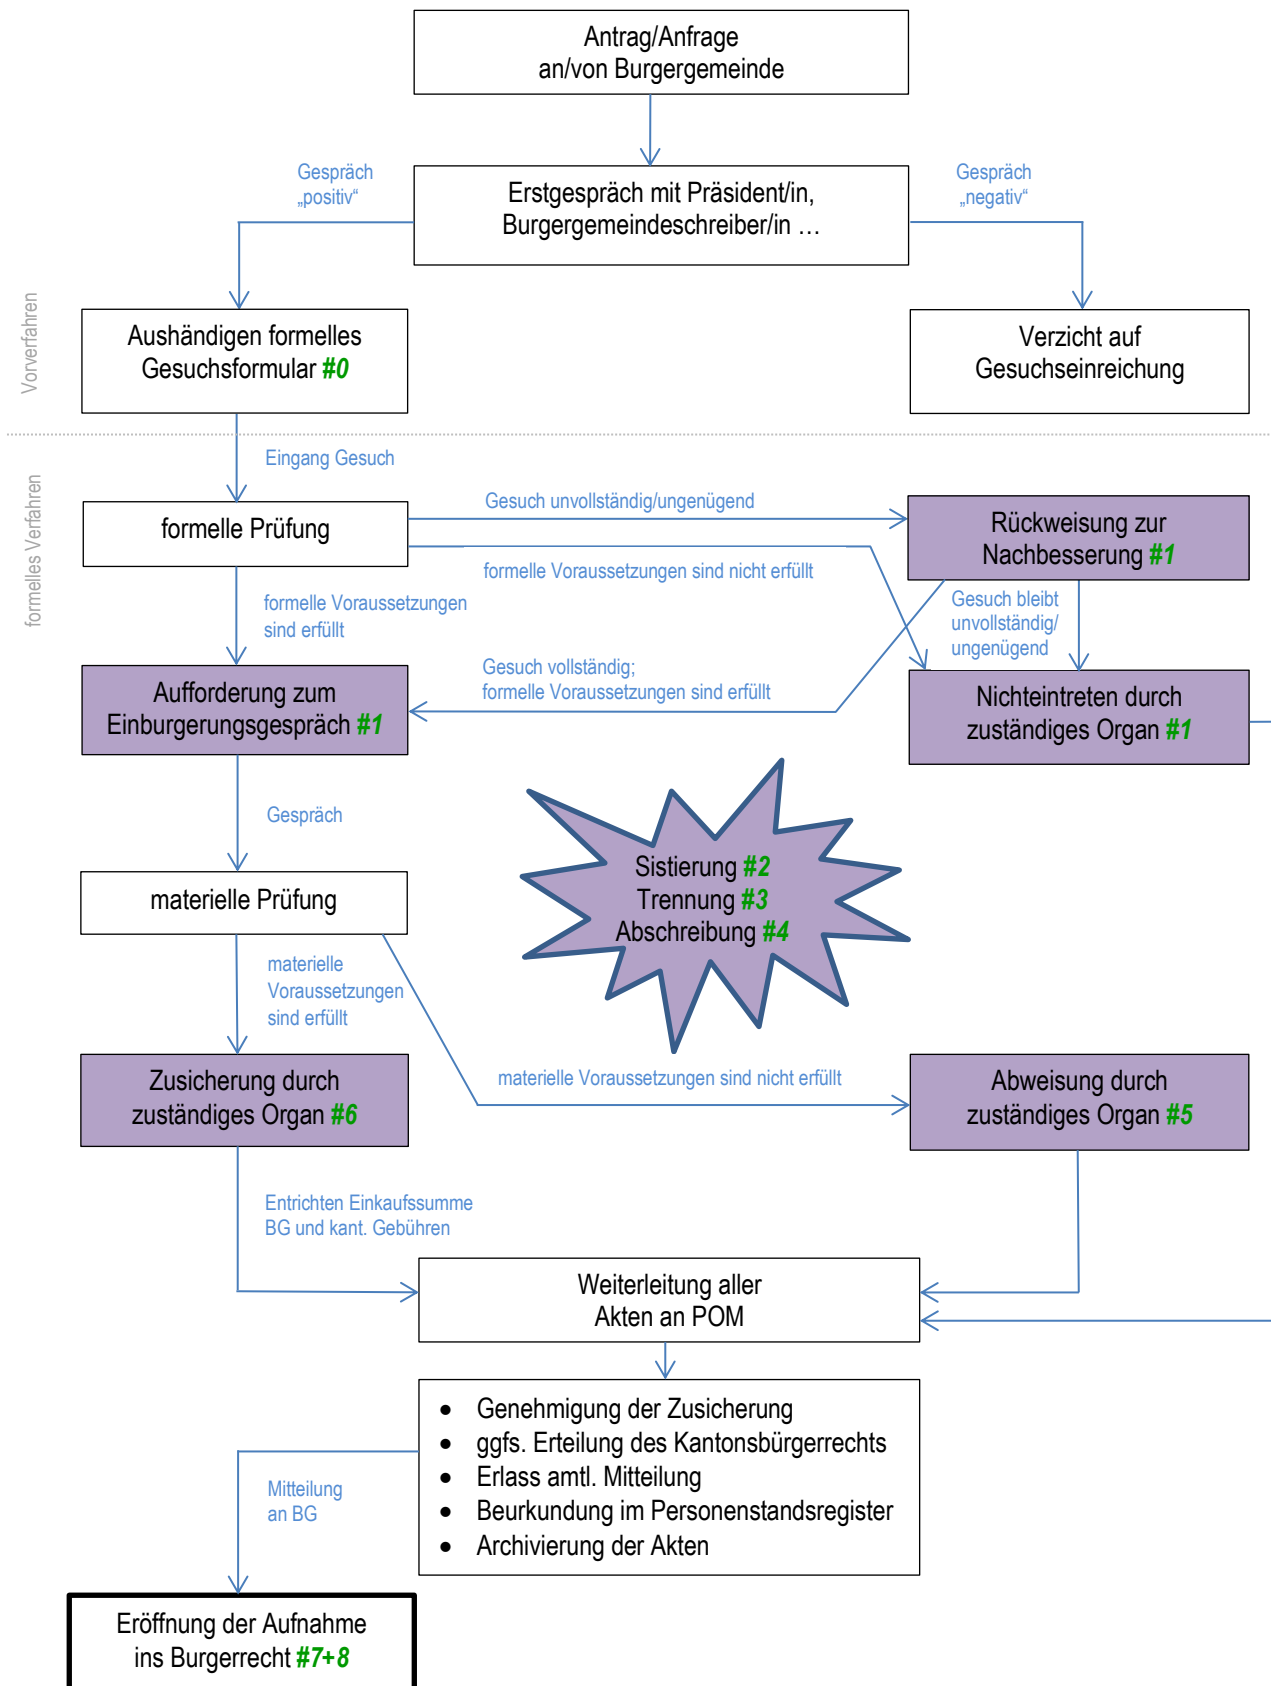 Antrag/Anfrage
an/von Burgergemeinde
Gespräch
„positiv“
Gespräch
„negativ“
Erstgespräch mit Präsident/in,
Burgergemeindeschreiber/in …
Vorverfahren
Aushändigen formelles
Gesuchsformular #0
Verzicht auf
Gesuchseinreichung
Eingang Gesuch
formelles Verfahren
formelle Prüfung
Gesuch unvollständig/ungenügend
Rückweisung zur
Nachbesserung #1
formelle Voraussetzungen sind nicht erfüllt
formelle Voraussetzungen
sind erfüllt
Gesuch bleibt
unvollständig/
ungenügend
Gesuch vollständig;
formelle Voraussetzungen sind erfüllt
Aufforderung zum
Einburgerungsgespräch #1
Nichteintreten durch
zuständiges Organ #1
Gespräch
Sistierung #2
Trennung #3
Abschreibung #4
materielle Prüfung
materielle
Voraussetzungen
sind erfüllt
materielle Voraussetzungen sind nicht erfüllt
Zusicherung durch
zuständiges Organ #6
Abweisung durch
zuständiges Organ #5
Entrichten Einkaufssumme
BG und kant. Gebühren
Weiterleitung aller
Akten an POM
• Genehmigung der Zusicherung
• ggfs. Erteilung des Kantonsbürgerrechts
• Erlass amtl. Mitteilung
• Beurkundung im Personenstandsregister
• Archivierung der Akten
Mitteilung
an BG
Eröffnung der Aufnahme
ins Burgerrecht #7+8